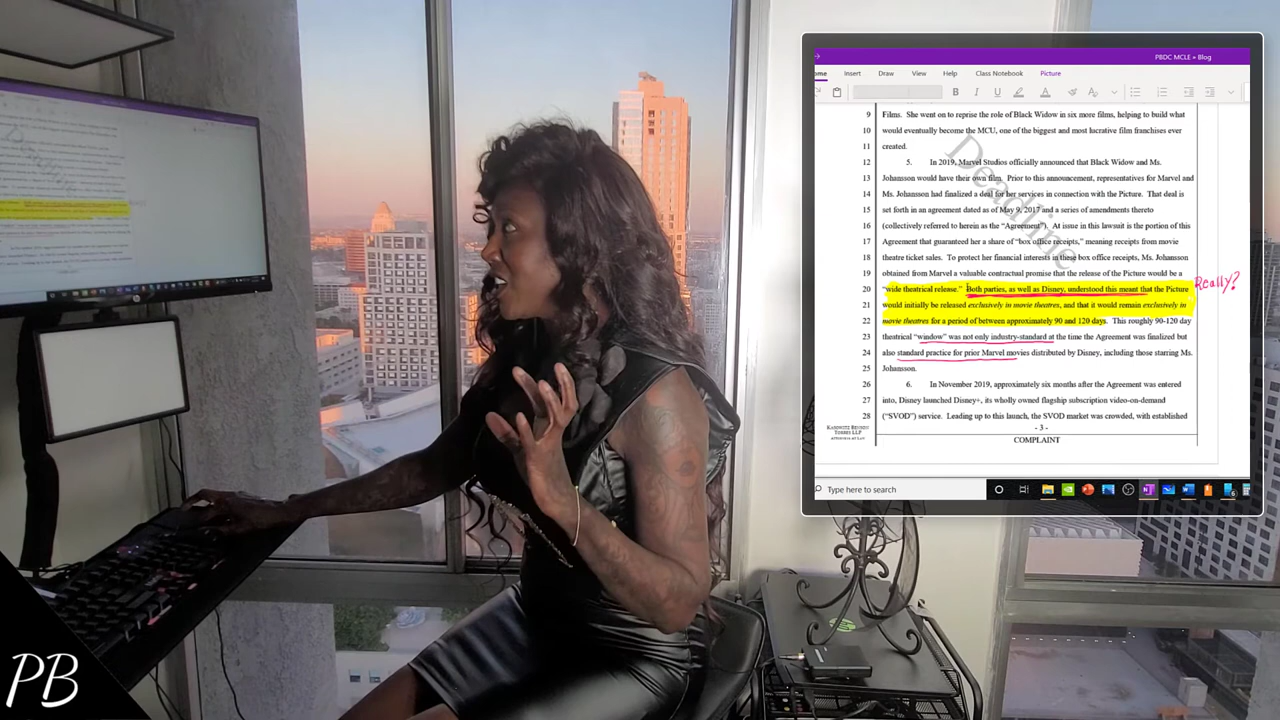 PBDC MCLE » Blog
ome Insert Draw View Help Class Notebook Picture
B I U
9 Films. She went on to reprise the role of Black Widow in six more films, helping to build what
10 would eventually become the MCU, one of the biggest and most lucrative film franchises ever
11 created.
12 5. In 2019, Marvel Studios officially announced that Black Widow and Ms.
13 Johansson would have their own film. Prior to this announcement, representatives for Marvel and
14 Ms. Johansson had finalized a deal for her services in connection with the Picture. That deal is
15 set forth in an agreement dated as of May 9, 2017 and a series of amendments thereto
16 (collectively referred to herein as the “Agreement”). At issue in this lawsuit is the portion of this
17 Agreement that guaranteed her a share of “box office receipts,” meaning receipts from movie
18 theatre ticket sales. To protect her financial interests in these box office receipts, Ms. Johansson
19 obtained from Marvel a valuable contractual promise that the release of the Picture would be a
20 “wide theatrical release.” Both parties, as well as Disney, understood this meant that the Picture
Really?
21 would initially be released exclusively in movie theatres, and that it would remain exclusively in
22 movie theatres for a period of between approximately 90 and 120 days. This roughly 90-120 day
23 theatrical “window” was not only industry-standard at the time the Agreement was finalized but
24 also standard practice for prior Marvel movies distributed by Disney, including those starring Ms.
25 Johansson.
26 6. In November 2019, approximately six months after the Agreement was entered
27 into, Disney launched Disney+, its wholly owned flagship subscription video-on-demand
28 (“SVOD”) service. Leading up to this launch, the SVOD market was crowded, with established
Deadline
KASOWITZ BENSON
TORRES LLP
ATTORNEYS AT LAW
- 3 -
COMPLAINT
Type here to search
PB